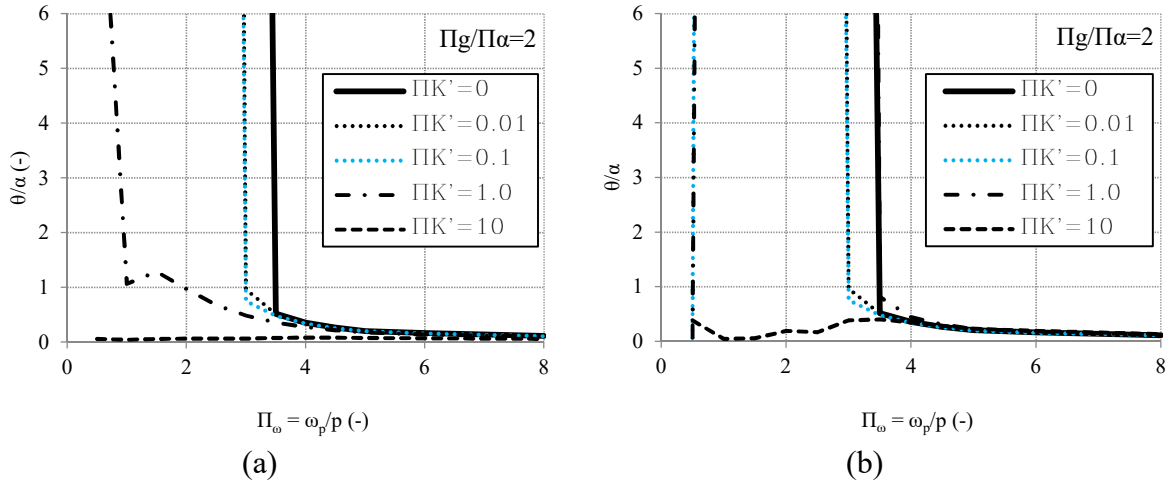 6
5
4
3
2
1
0
θ/α (-)
Πg/Πα=2
ΠK’=0
ΠK’=0.01
ΠK’=0.1
ΠK’=1.0
ΠK’=10
0 2 4 6 8
Πω = ωp/p (-)
(a)
6
5
4
3
2
1
0
θ/α
Πg/Πα=2
ΠK’=0
ΠK’=0.01
ΠK’=0.1
ΠK’=1.0
ΠK’=10
0 2 4 6 8
Πω = ωp/p (-)
(b)